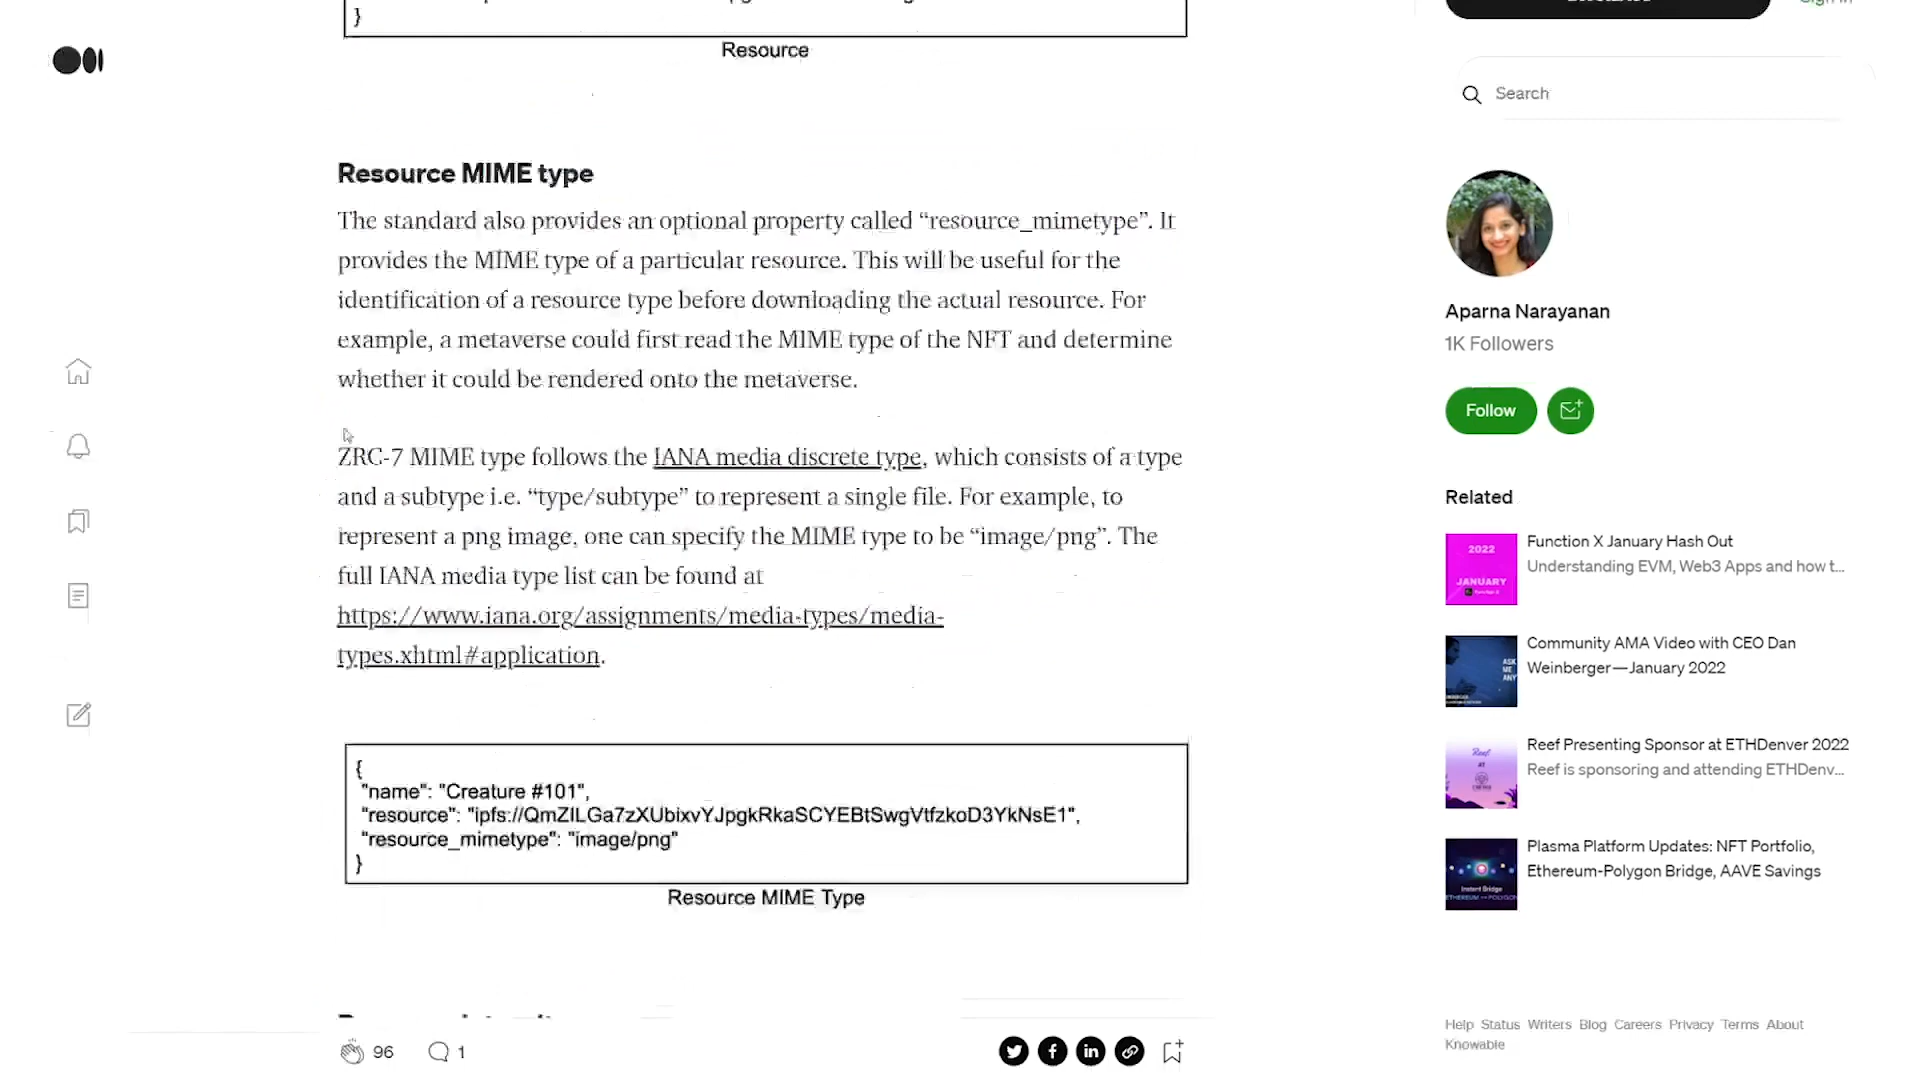 }
Resource
Search
Resource MIME type
The standard also provides an optional property called “resource_mimetype”. It
provides the MIME type of a particular resource. This will be useful for the
identification of a resource type before downloading the actual resource. For
example, a metaverse could first read the MIME type of the NFT and determine
whether it could be rendered onto the metaverse.
ZRC-7 MIME type follows the IANA media discrete type, which consists of a type
and a subtype i.e. “type/subtype” to represent a single file. For example, to
represent a png image, one can specify the MIME type to be “image/png”. The
full IANA media type list can be found at
https://www.iana.org/assignments/media-types/media-
types.xhtml#application.
{
"name": "Creature #101",
"resource": "ipfs://QmZILGa7zXUbixvYJpgkRkaSCYEBtSwgVtfzkoD3YkNsE1",
"resource_mimetype": "image/png"
}
Resource MIME Type
96
1
Aparna Narayanan
1K Followers
Follow
Related
2022
JANUARY
Function X January Hash Out
Understanding EVM, Web3 Apps and how t...
ASK
ME
ANY
Community AMA Video with CEO Dan
Weinberger—January 2022
Reef
AT
Reef Presenting Sponsor at ETHDenver 2022
Reef is sponsoring and attending ETHDenv...
Instant Bridge
Plasma Platform Updates: NFT Portfolio,
Ethereum-Polygon Bridge, AAVE Savings
Help Status Writers Blog Careers Privacy Terms About
Knowable